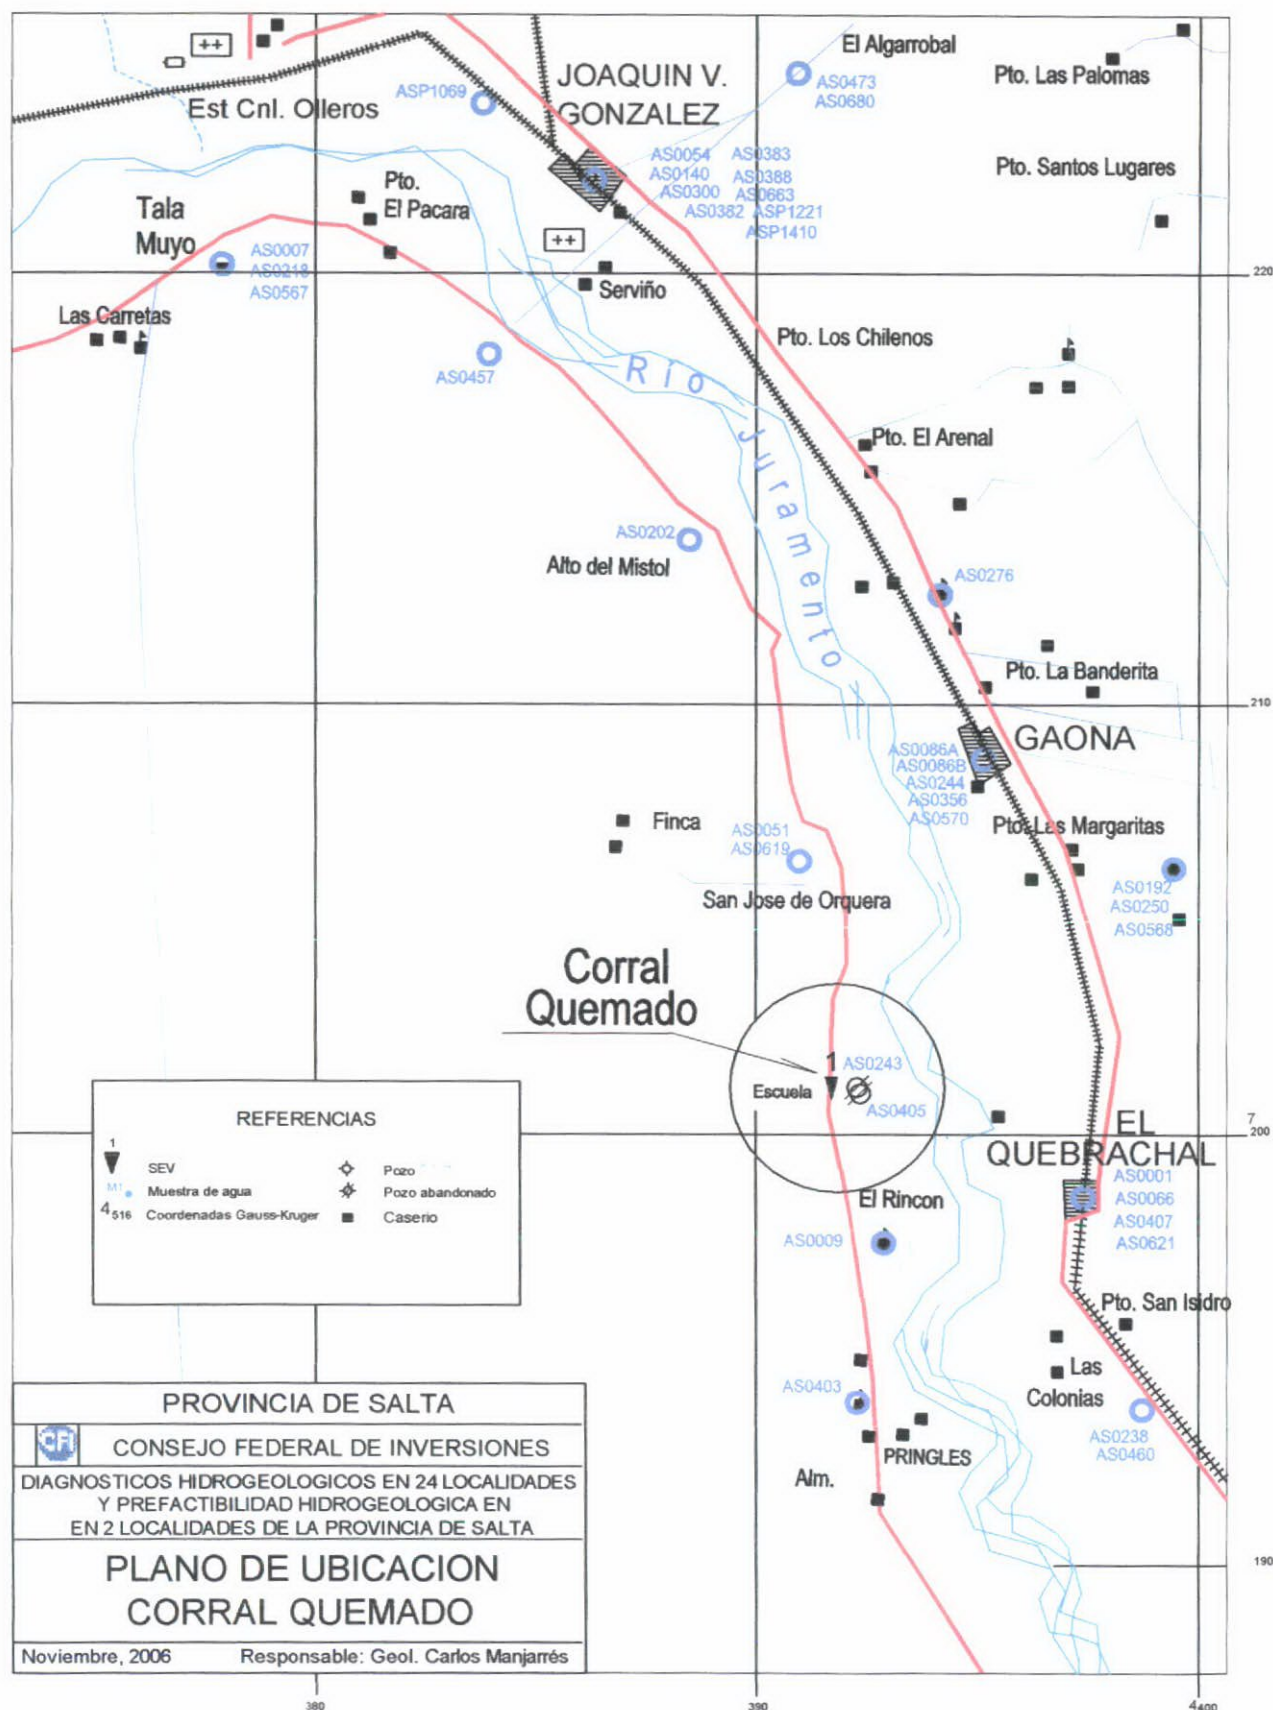 El Algarrobal
JOAQUIN V.
GONZALEZ
Pto. Las Palomas
AS0473
AS0680
ASP1069
Est Cnl. Olleros
AS0054 AS0383
AS0140 AS0388
AS0300 AS0663
AS0382 ASP1221
ASP1410
Pto. Santos Lugares
Pto.
El Pacara
Tala
Muyo
AS0007
AS0218
AS0567
220
Serviño
Las Carretas
Pto. Los Chilenos
AS0457
Río Juramento
Pto. El Arenal
AS0202
Alto del Mistol
AS0276
Pto. La Banderita
210
GAONA
AS0086A
AS0086B
AS0244
AS0356
AS0570
Finca
AS0051
AS0619
Pto. Las Margaritas
AS0192
AS0250
AS0568
San Jose de Orquera
Corral
Quemado
1
AS0243
Escuela
AS0405
7
200
EL
QUEBRACHAL
AS0001
AS0066
AS0407
AS0621
El Rincon
AS0009
Pto. San Isidro
Las
Colonias
AS0403
AS0238
AS0460
PRINGLES
Alm.
190
REFERENCIAS
1
SEV
Pozo
M1
Muestra de agua
Pozo abandonado
4516 Coordenadas Gauss-Kruger
Caserio
PROVINCIA DE SALTA
CFI
CONSEJO FEDERAL DE INVERSIONES
DIAGNOSTICOS HIDROGEOLOGICOS EN 24 LOCALIDADES
Y PREFACTIBILIDAD HIDROGEOLOGICA EN
EN 2 LOCALIDADES DE LA PROVINCIA DE SALTA
PLANO DE UBICACION
CORRAL QUEMADO
Noviembre, 2006 Responsable: Geol. Carlos Manjarrés
380
390
4400